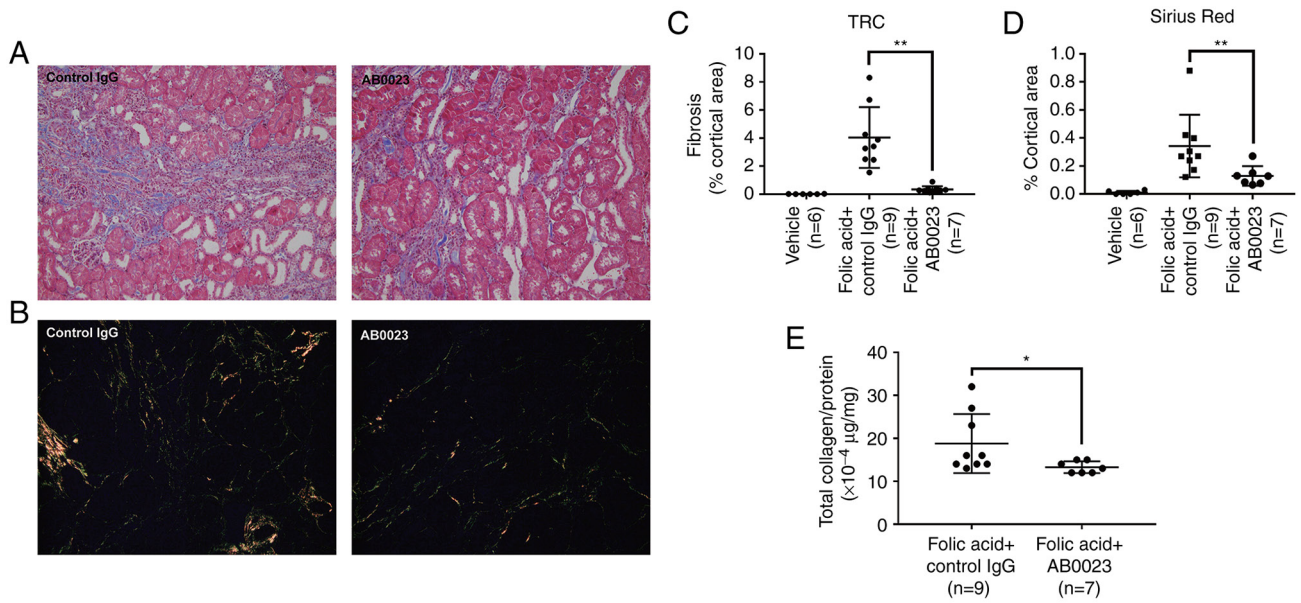 A
Control IgG
AB0023
B
Control IgG
AB0023
C
TRC
**
Fibrosis
(% cortical area)
10
8
6
4
2
0
Vehicle
(n=6)
Folic acid+
control IgG
(n=9)
Folic acid+
AB0023
(n=7)
D
Sirius Red
**
% Cortical area
1.0
0.8
0.6
0.4
0.2
0.0
Vehicle
(n=6)
Folic acid+
control IgG
(n=9)
Folic acid+
AB0023
(n=7)
E
*
Total collagen/protein
(×10⁻⁴ μg/mg)
40
30
20
10
0
Folic acid+
control IgG
(n=9)
Folic acid+
AB0023
(n=7)